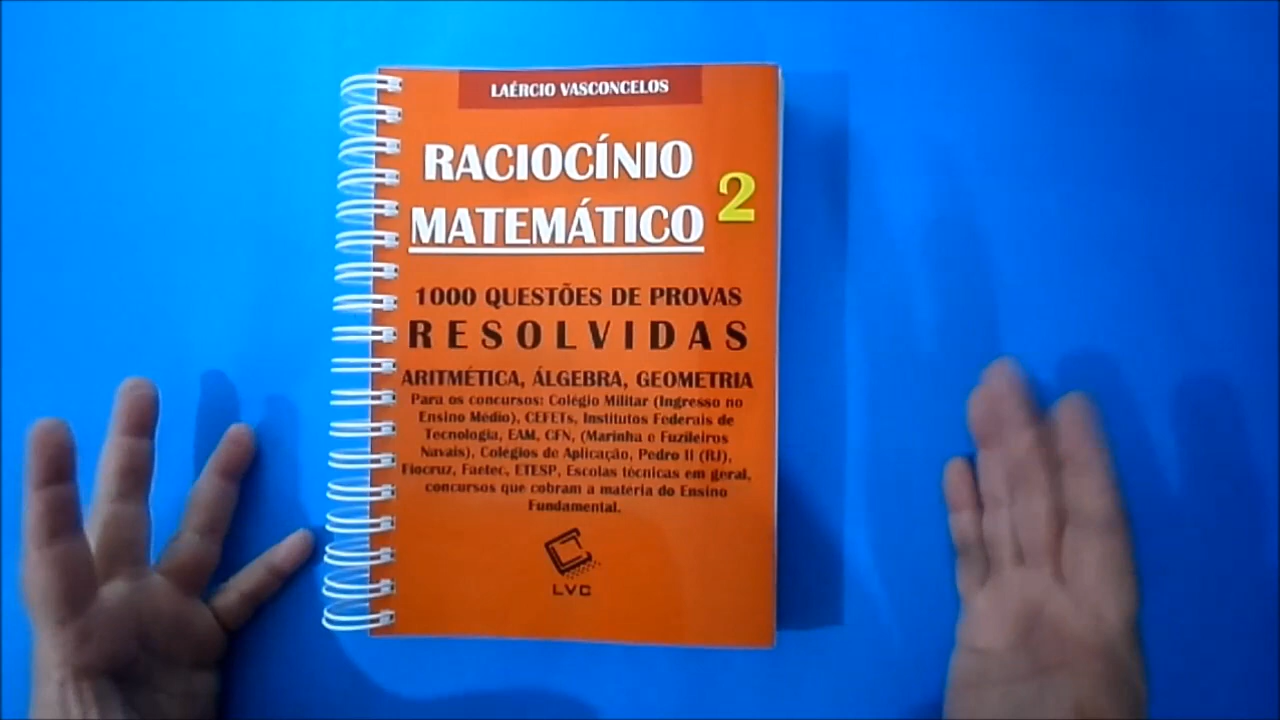 LAÉRCIO VASCONCELOS
RACIOCÍNIO
MATEMÁTICO
2
1000 QUESTÕES DE PROVAS
RESOLVIDAS
ARITMÉTICA, ÁLGEBRA, GEOMETRIA
Para os concursos: Colégio Militar (Ingresso no
Ensino Médio), CEFETs, Institutos Federais de
Tecnologia, EAM, CFN, (Marinha e Fuzileiros
Navais), Colégios de Aplicação, Pedro II (RJ),
Fiocruz, Faetec, ETESP, Escolas técnicas em geral,
concursos que cobram a matéria do Ensino
Fundamental.
LVC